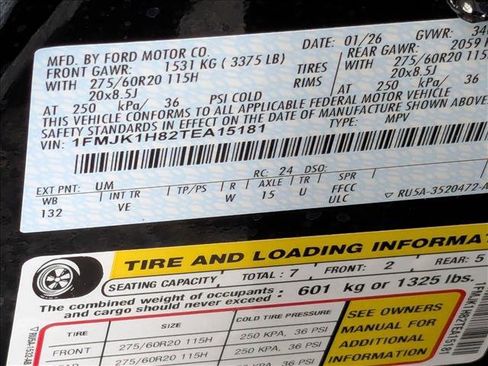 MFD. BY FORD MOTOR CO.
DATE: 01/26 GVWR: 340
FRONT GAWR: 1531 KG ( 3375 LB) REAR GAWR: 2059
WITH 275/60R20 115H TIRES WITH 275/60R20 115H
20x8.5J RIMS 20x8.5J
AT 250 kPa/ 36 PSI COLD AT 250 kPa/ 36
THIS VEHICLE CONFORMS TO ALL APPLICABLE FEDERAL MOTOR VEHICLE
SAFETY STANDARDS IN EFFECT ON THE DATE OF MANUFACTURE SHOWN ABOVE
VIN: 1FMJK1H82TEA15181 TYPE: MPV
EXT PNT: UM RC: 24 DSO:
WB INT TR TP/PS R AXLE TR SPR
132 VE W 15 U FFCC
ULC ▽ RU5A-3520472-A
TIRE AND LOADING INFORMAT
SEATING CAPACITY TOTAL: 7 FRONT: 2 REAR: 5
The combined weight of occupants
and cargo should never exceed: 601 kg or 1325 lbs.
TIRE SIZE COLD TIRE PRESSURE
FRONT 275/60R20 115H 250 KPA, 36 PSI
275/60R20 115H 250 KPA, 36 PSI
SEE OWNERS
MANUAL FOR
ADDITIONAL
INFORMATION
1FMJK1H82TEA15181